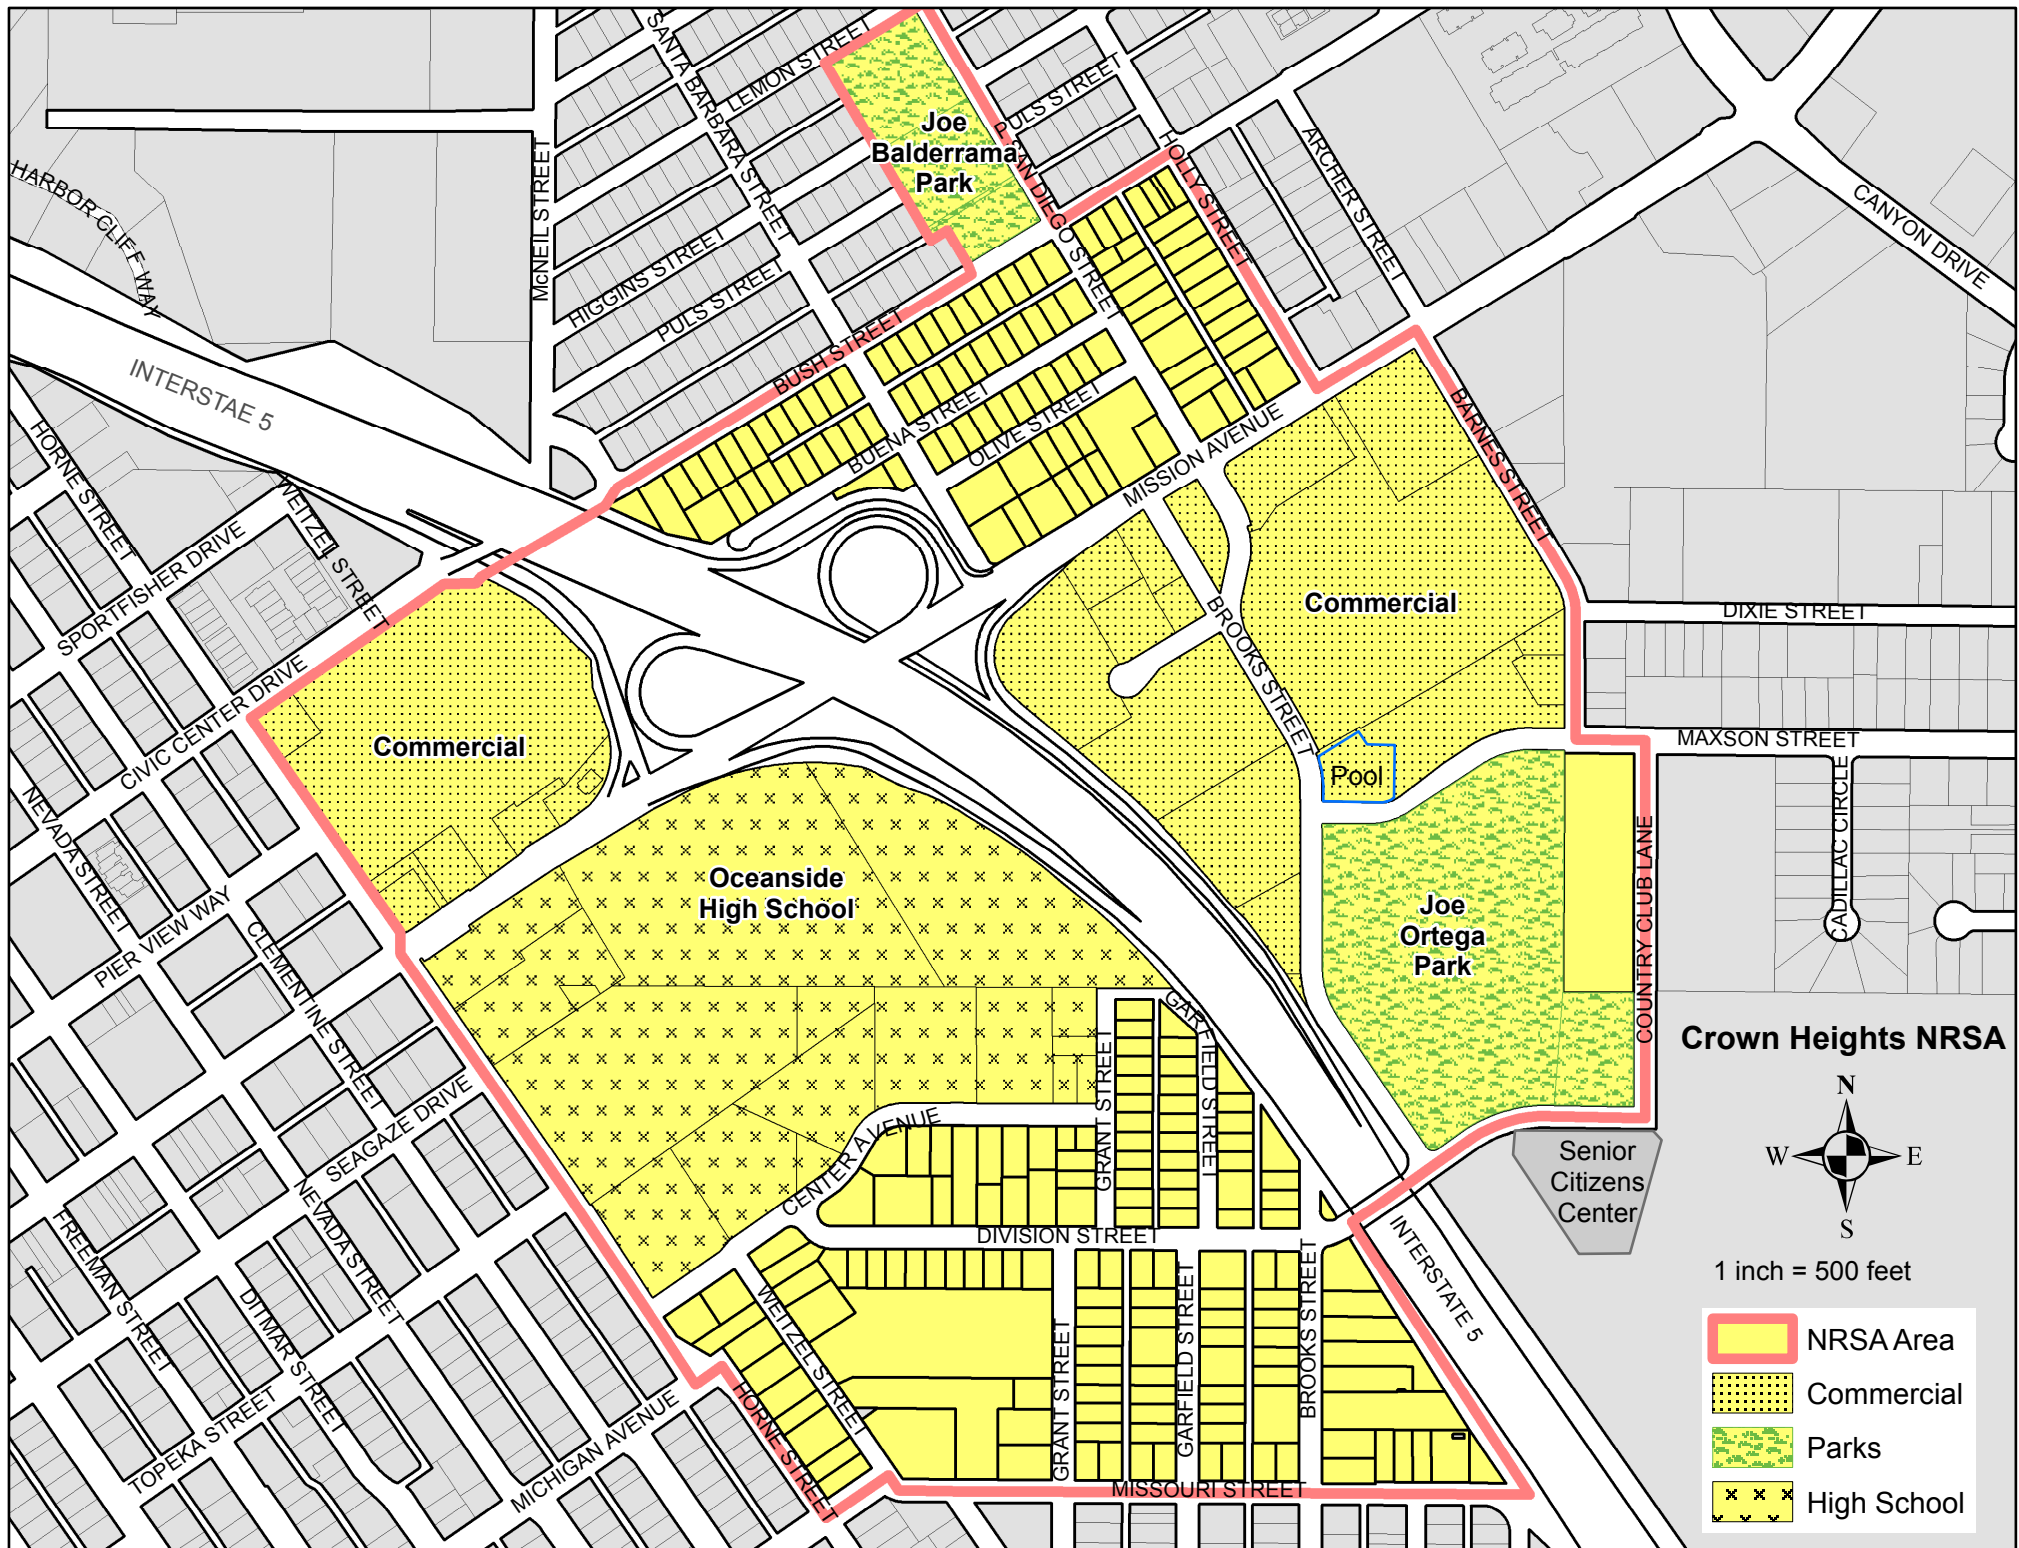 SANTA BARBARA STREET
LEMON STREET
PULS STREET
Joe
Balderrama
Park
SAN DIEGO STREET
HOLLY STREET
ARCHER STREET
CANYON DRIVE
HARBOR CLIFF WAY
McNEIL STREET
HIGGINS STREET
PULS STREET
BUSH STREET
INTERSTAE 5
BUENA STREET
OLIVE STREET
MISSION AVENUE
BARNES STREET
HORNE STREET
WEITZEL STREET
SPORTFISHER DRIVE
Commercial
BROOKS STREET
DIXIE STREET
CIVIC CENTER DRIVE
Commercial
MAXSON STREET
Pool
CADILLAC CIRCLE
NEVADA STREET
Oceanside
High School
Joe
Ortega
Park
COUNTRY CLUB LANE
PIER VIEW WAY
CLEMENTINE STREET
GARFIELD STREET
GRANT STREET
Crown Heights NRSA
N
W
E
S
SEAGAZE DRIVE
CENTER AVENUE
Senior
Citizens
Center
DIVISION STREET
NEVADA STREET
FREEMAN STREET
DITMAR STREET
WEITZEL STREET
GRANT STREET
GARFIELD STREET
BROOKS STREET
INTERSTATE 5
1 inch = 500 feet
NRSA Area
Commercial
Parks
High School
TOPEKA STREET
MICHIGAN AVENUE
HORNE STREET
MISSOURI STREET